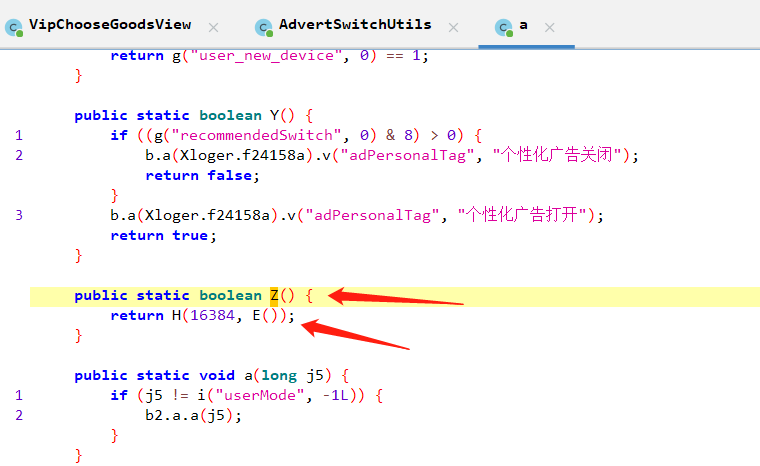 VipChooseGoodsView AdvertSwitchUtils a
return g("user_new_device", 0) == 1;
}
public static boolean Y() {
1 if ((g("recommendedSwitch", 0) & 8) > 0) {
2 b.a(Xloger.f24158a).v("adPersonalTag", "个性化广告关闭");
return false;
}
3 b.a(Xloger.f24158a).v("adPersonalTag", "个性化广告打开");
return true;
}
public static boolean Z() {
return H(16384, E());
}
public static void a(long j5) {
1 if (j5 != i("userMode", -1L)) {
2 b2.a.a(j5);
}
}